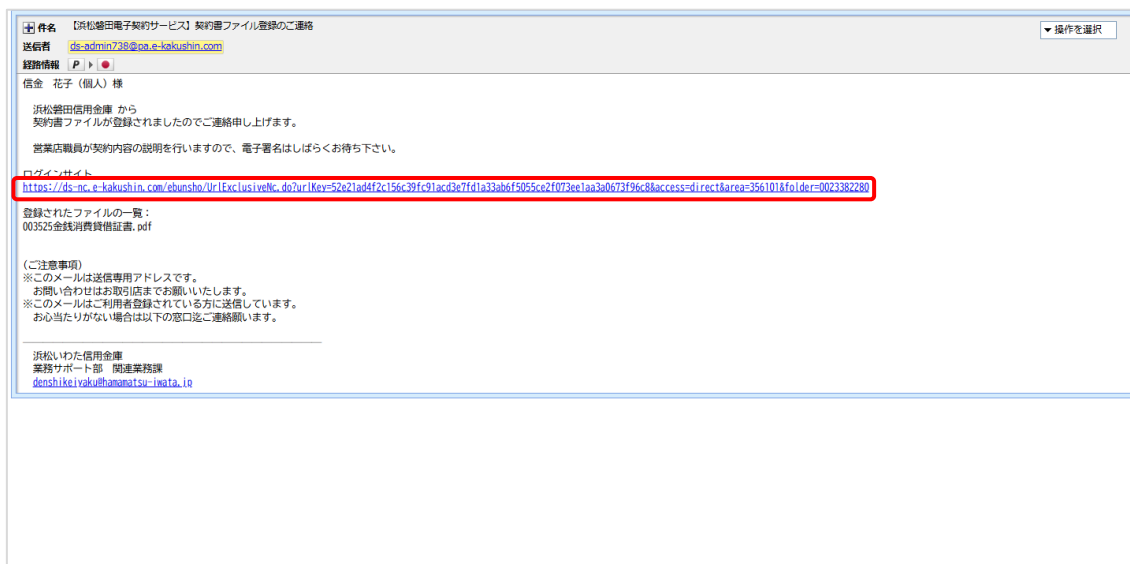 件名 【浜松磐田電子契約サービス】契約書ファイル登録のご連絡
▼操作を選択
送信者 ds-admin738@pa.e-kakushin.com
経路情報 P
信金 花子（個人）様
浜松磐田信用金庫 から
契約書ファイルが登録されましたのでご連絡申し上げます。
営業店職員が契約内容の説明を行いますので、電子署名はしばらくお待ち下さい。
ログインサイト
https://ds-nc.e-kakushin.com/ebunsho/UrlExclusiveNc.do?urlKey=52e21ad4f2c156c39fc91acd3e7fd1a33ab6f5055ce2f073ee1aa3a0673f96c8&access=direct&area=356101&folder=0023382280
登録されたファイルの一覧：
003525金銭消費貸借証書.pdf
(ご注意事項)
※このメールは送信専用アドレスです。
お問い合わせはお取引店までお願いいたします。
※このメールはご利用者登録されている方に送信しています。
お心当たりがない場合は以下の窓口迄ご連絡願います。
浜松いわた信用金庫
業務サポート部 関連業務課
denshikeiyaku@hamamatsu-iwata.jp